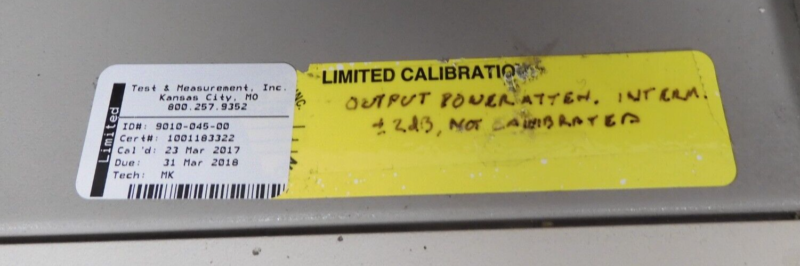 Test & Measurement, Inc.
Kansas City, MO
800.257.9352
Limited
ID#: 9010-045-00
Cert#: 1001183322
Cal'd: 23 Mar 2017
Due: 31 Mar 2018
Tech: MK
LIMITED CALIBRATION
OUTPUT POWER ATTEN. INTERM.
±2dB, NOT CALIBRATED